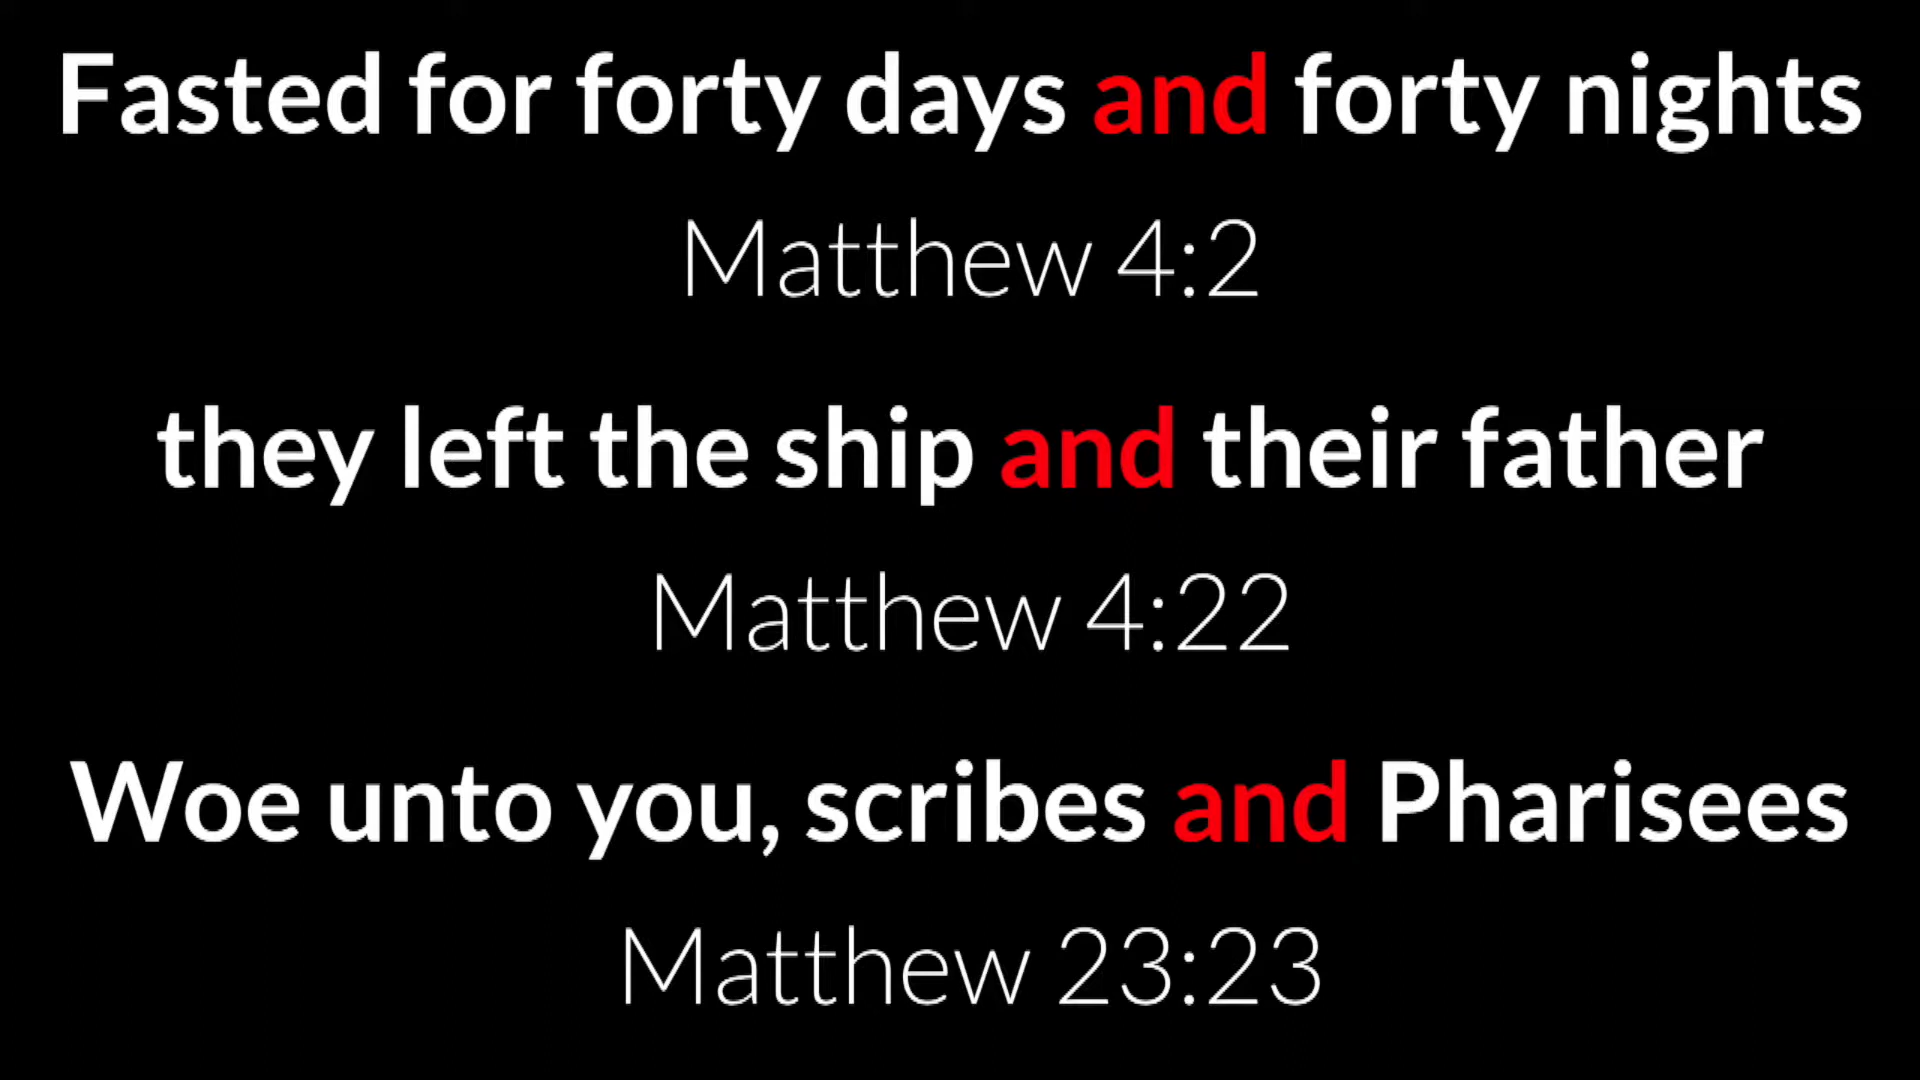 Fasted for forty days and forty nights
Matthew 4:2
they left the ship and their father
Matthew 4:22
Woe unto you, scribes and Pharisees
Matthew 23:23